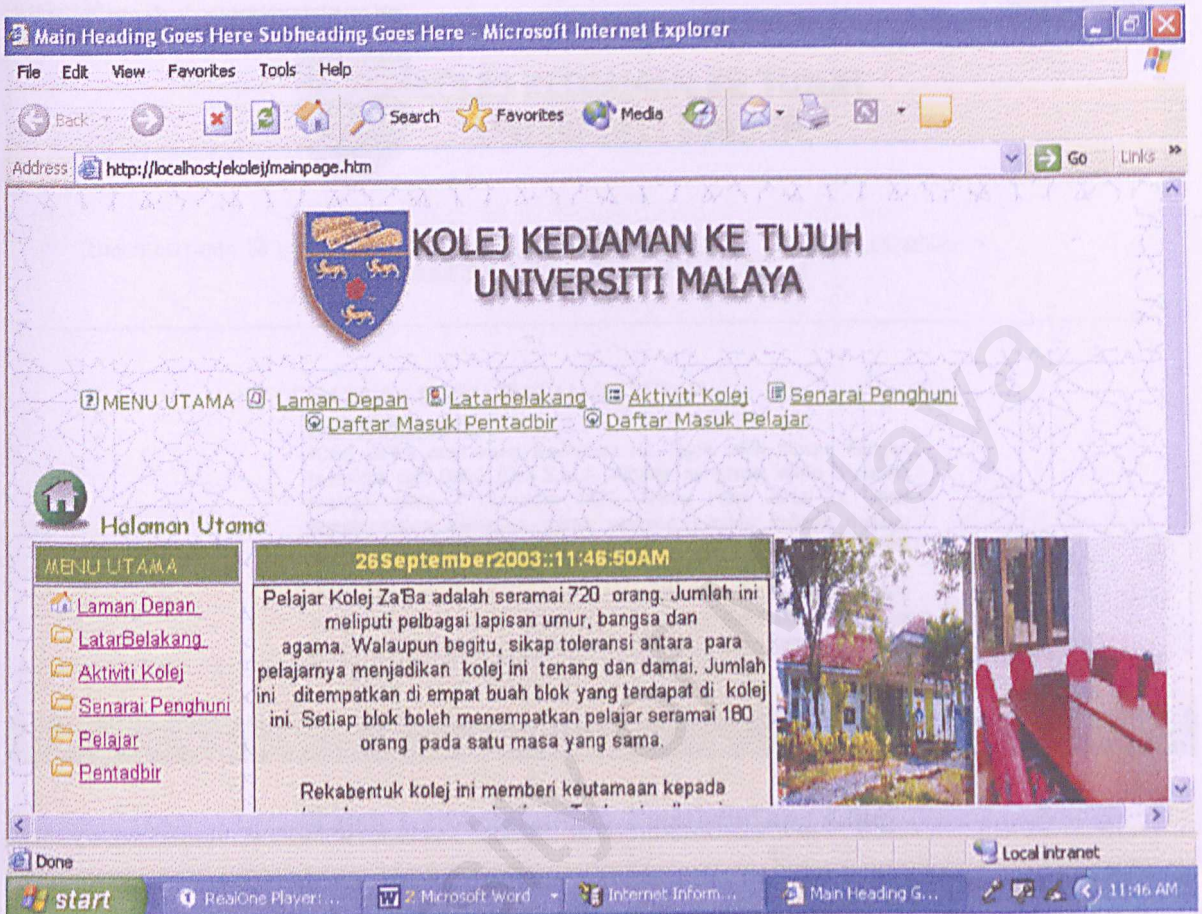 Main Heading Goes Here Subheading Goes Here - Microsoft Internet Explorer
File Edit View Favorites Tools Help
Back Search Favorites Media
Address http://localhost/ekolej/mainpage.htm Go Links »
KOLEJ KEDIAMAN KE TUJUH
UNIVERSITI MALAYA
MENU UTAMA Laman Depan Latarbelakang Aktiviti Kolej Senarai Penghuni
Daftar Masuk Pentadbir Daftar Masuk Pelajar
Halaman Utama
MENU UTAMA
Laman Depan
LatarBelakang
Aktiviti Kolej
Senarai Penghuni
Pelajar
Pentadbir
26September2003::11:46:50AM
Pelajar Kolej Za'Ba adalah seramai 720 orang. Jumlah ini
meliputi pelbagai lapisan umur, bangsa dan
agama. Walaupun begitu, sikap toleransi antara para
pelajarnya menjadikan kolej ini tenang dan damai. Jumlah
ini ditempatkan di empat buah blok yang terdapat di kolej
ini. Setiap blok boleh menempatkan pelajar seramai 180
orang pada satu masa yang sama.
Rekabentuk kolej ini memberi keutamaan kepada
Done Local intranet
start RealOne Player:... 2 Microsoft Word Internet Inform... Main Heading G... 11:46 AM
ity of Malaya